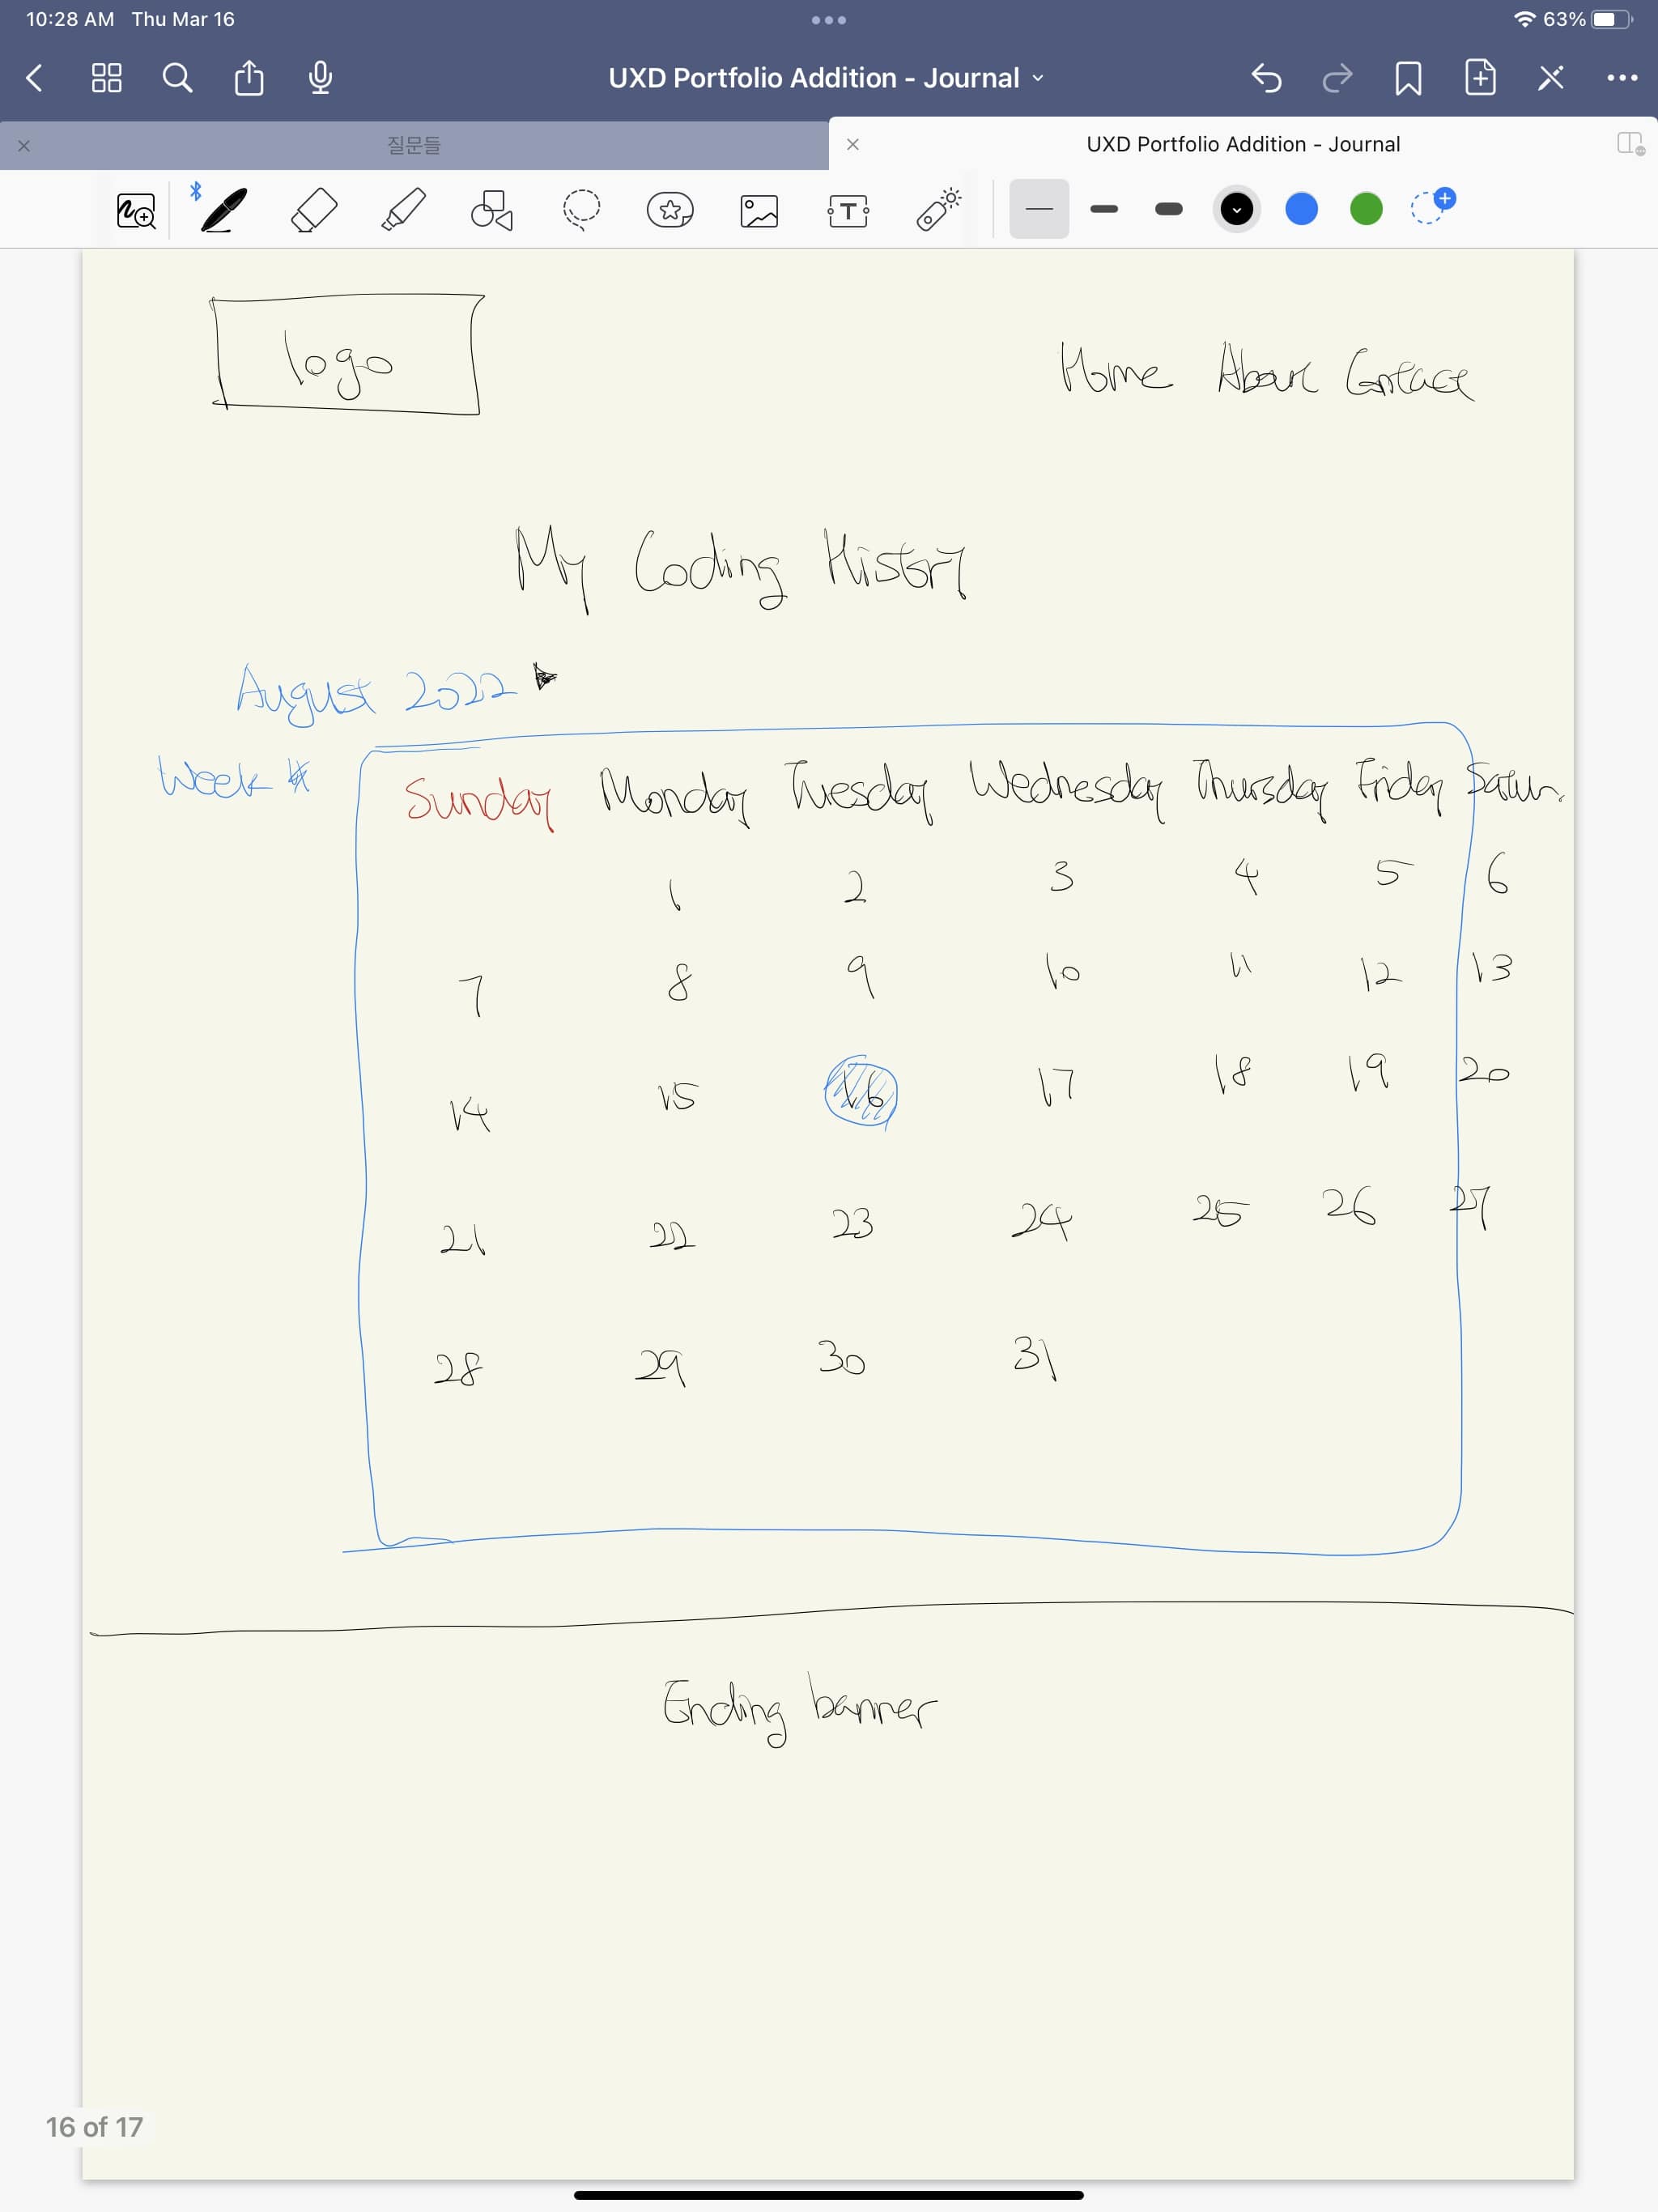 10:28 AM Thu Mar 16
63%
UXD Portfolio Addition - Journal
질문들
UXD Portfolio Addition - Journal
T
logo
Home About Contact
My Coding History
August 2022
Week #
Sunday Monday Tuesday Wednesday Thursday Friday Satur.
1 2 3 4 5 6
7 8 9 10 11 12 13
14 15 16 17 18 19 20
21 22 23 24 25 26 27
28 29 30 31
Ending banner
16 of 17